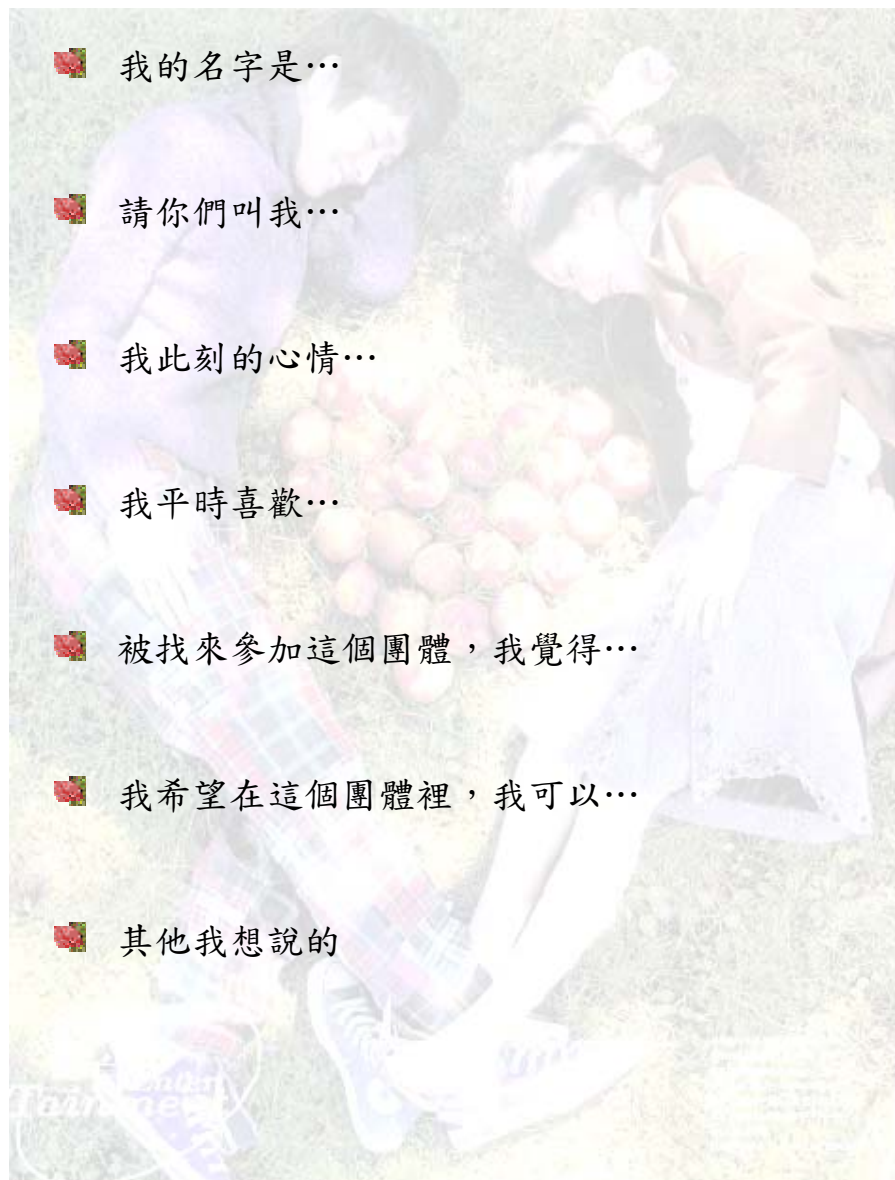 我的名字是…
請你們叫我…
我此刻的心情…
我平時喜歡…
被找來參加這個團體，我覺得…
我希望在這個團體裡，我可以…
其他我想說的